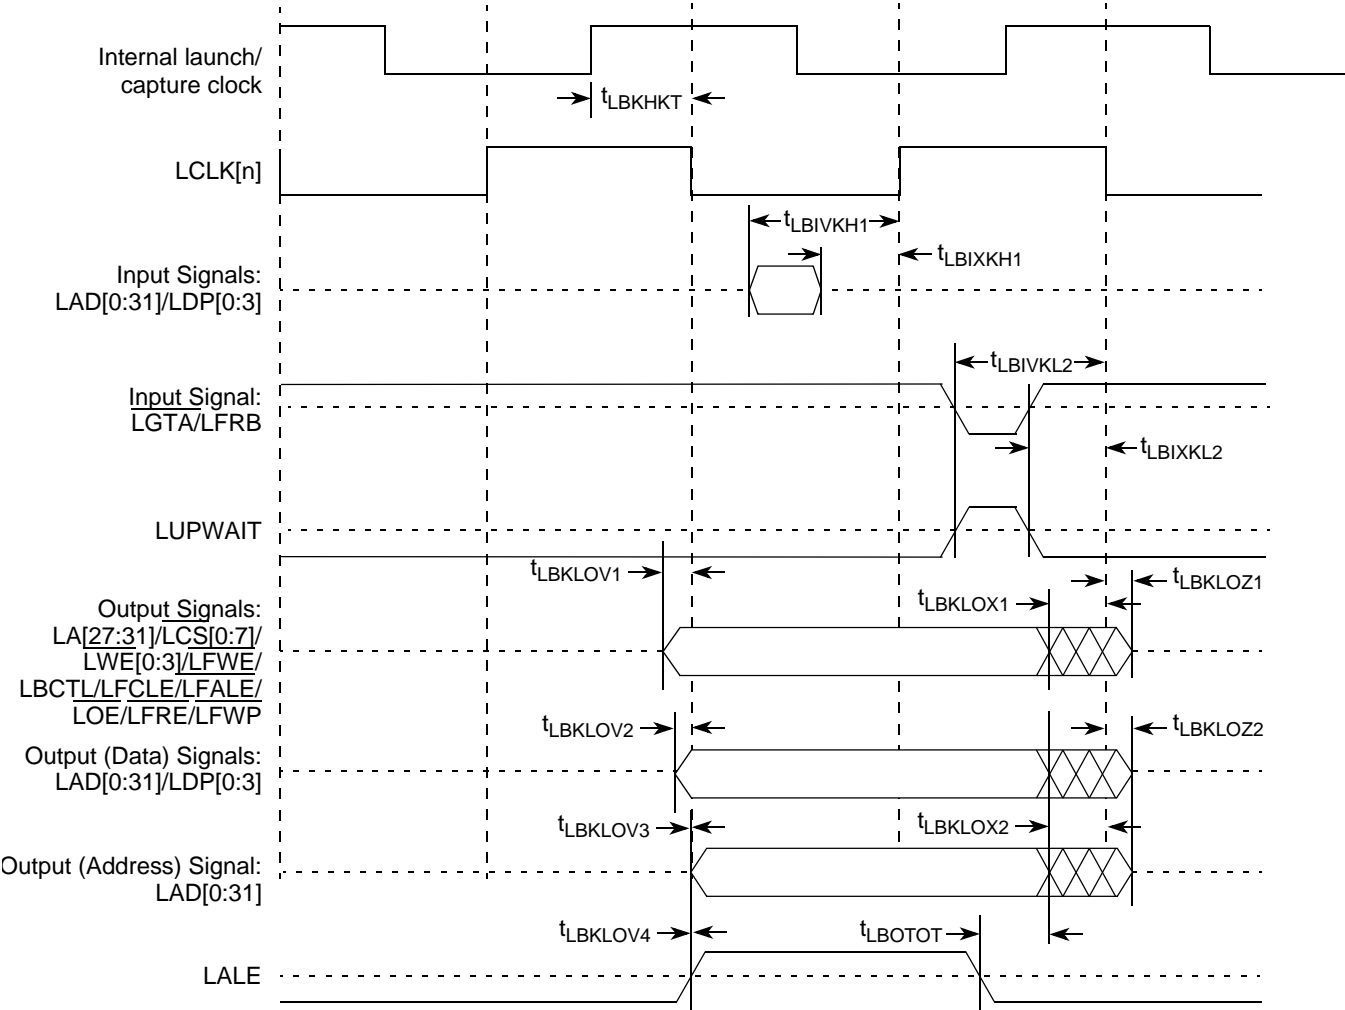 Internal launch/
capture clock
tLBKHKT
LCLK[n]
tLBIVKH1
tLBIXKH1
Input Signals:
LAD[0:31]/LDP[0:3]
tLBIVKL2
Input Signal:
LGTA/LFRB
tLBIXKL2
LUPWAIT
tLBKLOV1
tLBKLOZ1
tLBKLOX1
Output Signals:
LA[27:31]/LCS[0:7]/
LWE[0:3]/LFWE/
LBCTL/LFCLE/LFALE/
LOE/LFRE/LFWP
tLBKLOV2
tLBKLOZ2
Output (Data) Signals:
LAD[0:31]/LDP[0:3]
tLBKLOV3
tLBKLOX2
Output (Address) Signal:
LAD[0:31]
tLBKLOV4
tLBOTOT
LALE